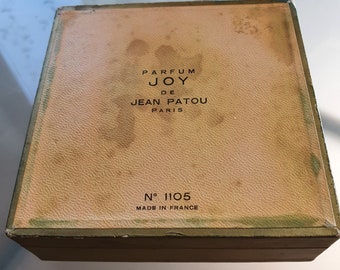 PARFUM
JOY
DE
JEAN PATOU
PARIS
Nº 1105
MADE IN FRANCE